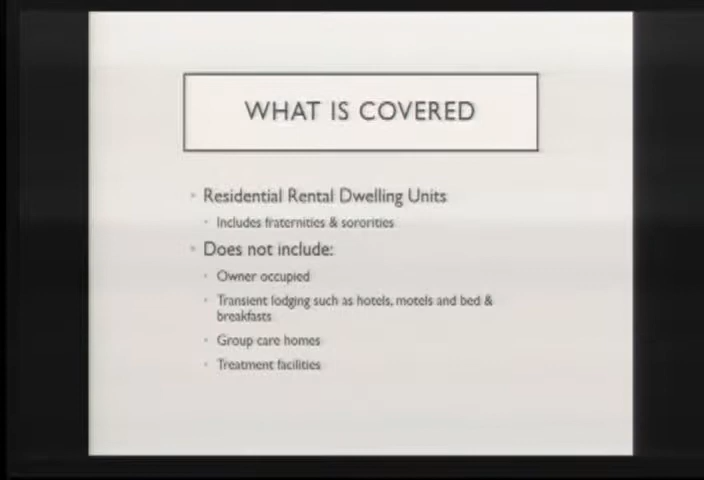 WHAT IS COVERED
Residential Rental Dwelling Units
Includes fraternities & sororities
Does not include:
Owner occupied
Transient lodging such as hotels, motels and bed &
breakfasts
Group care homes
Treatment facilities